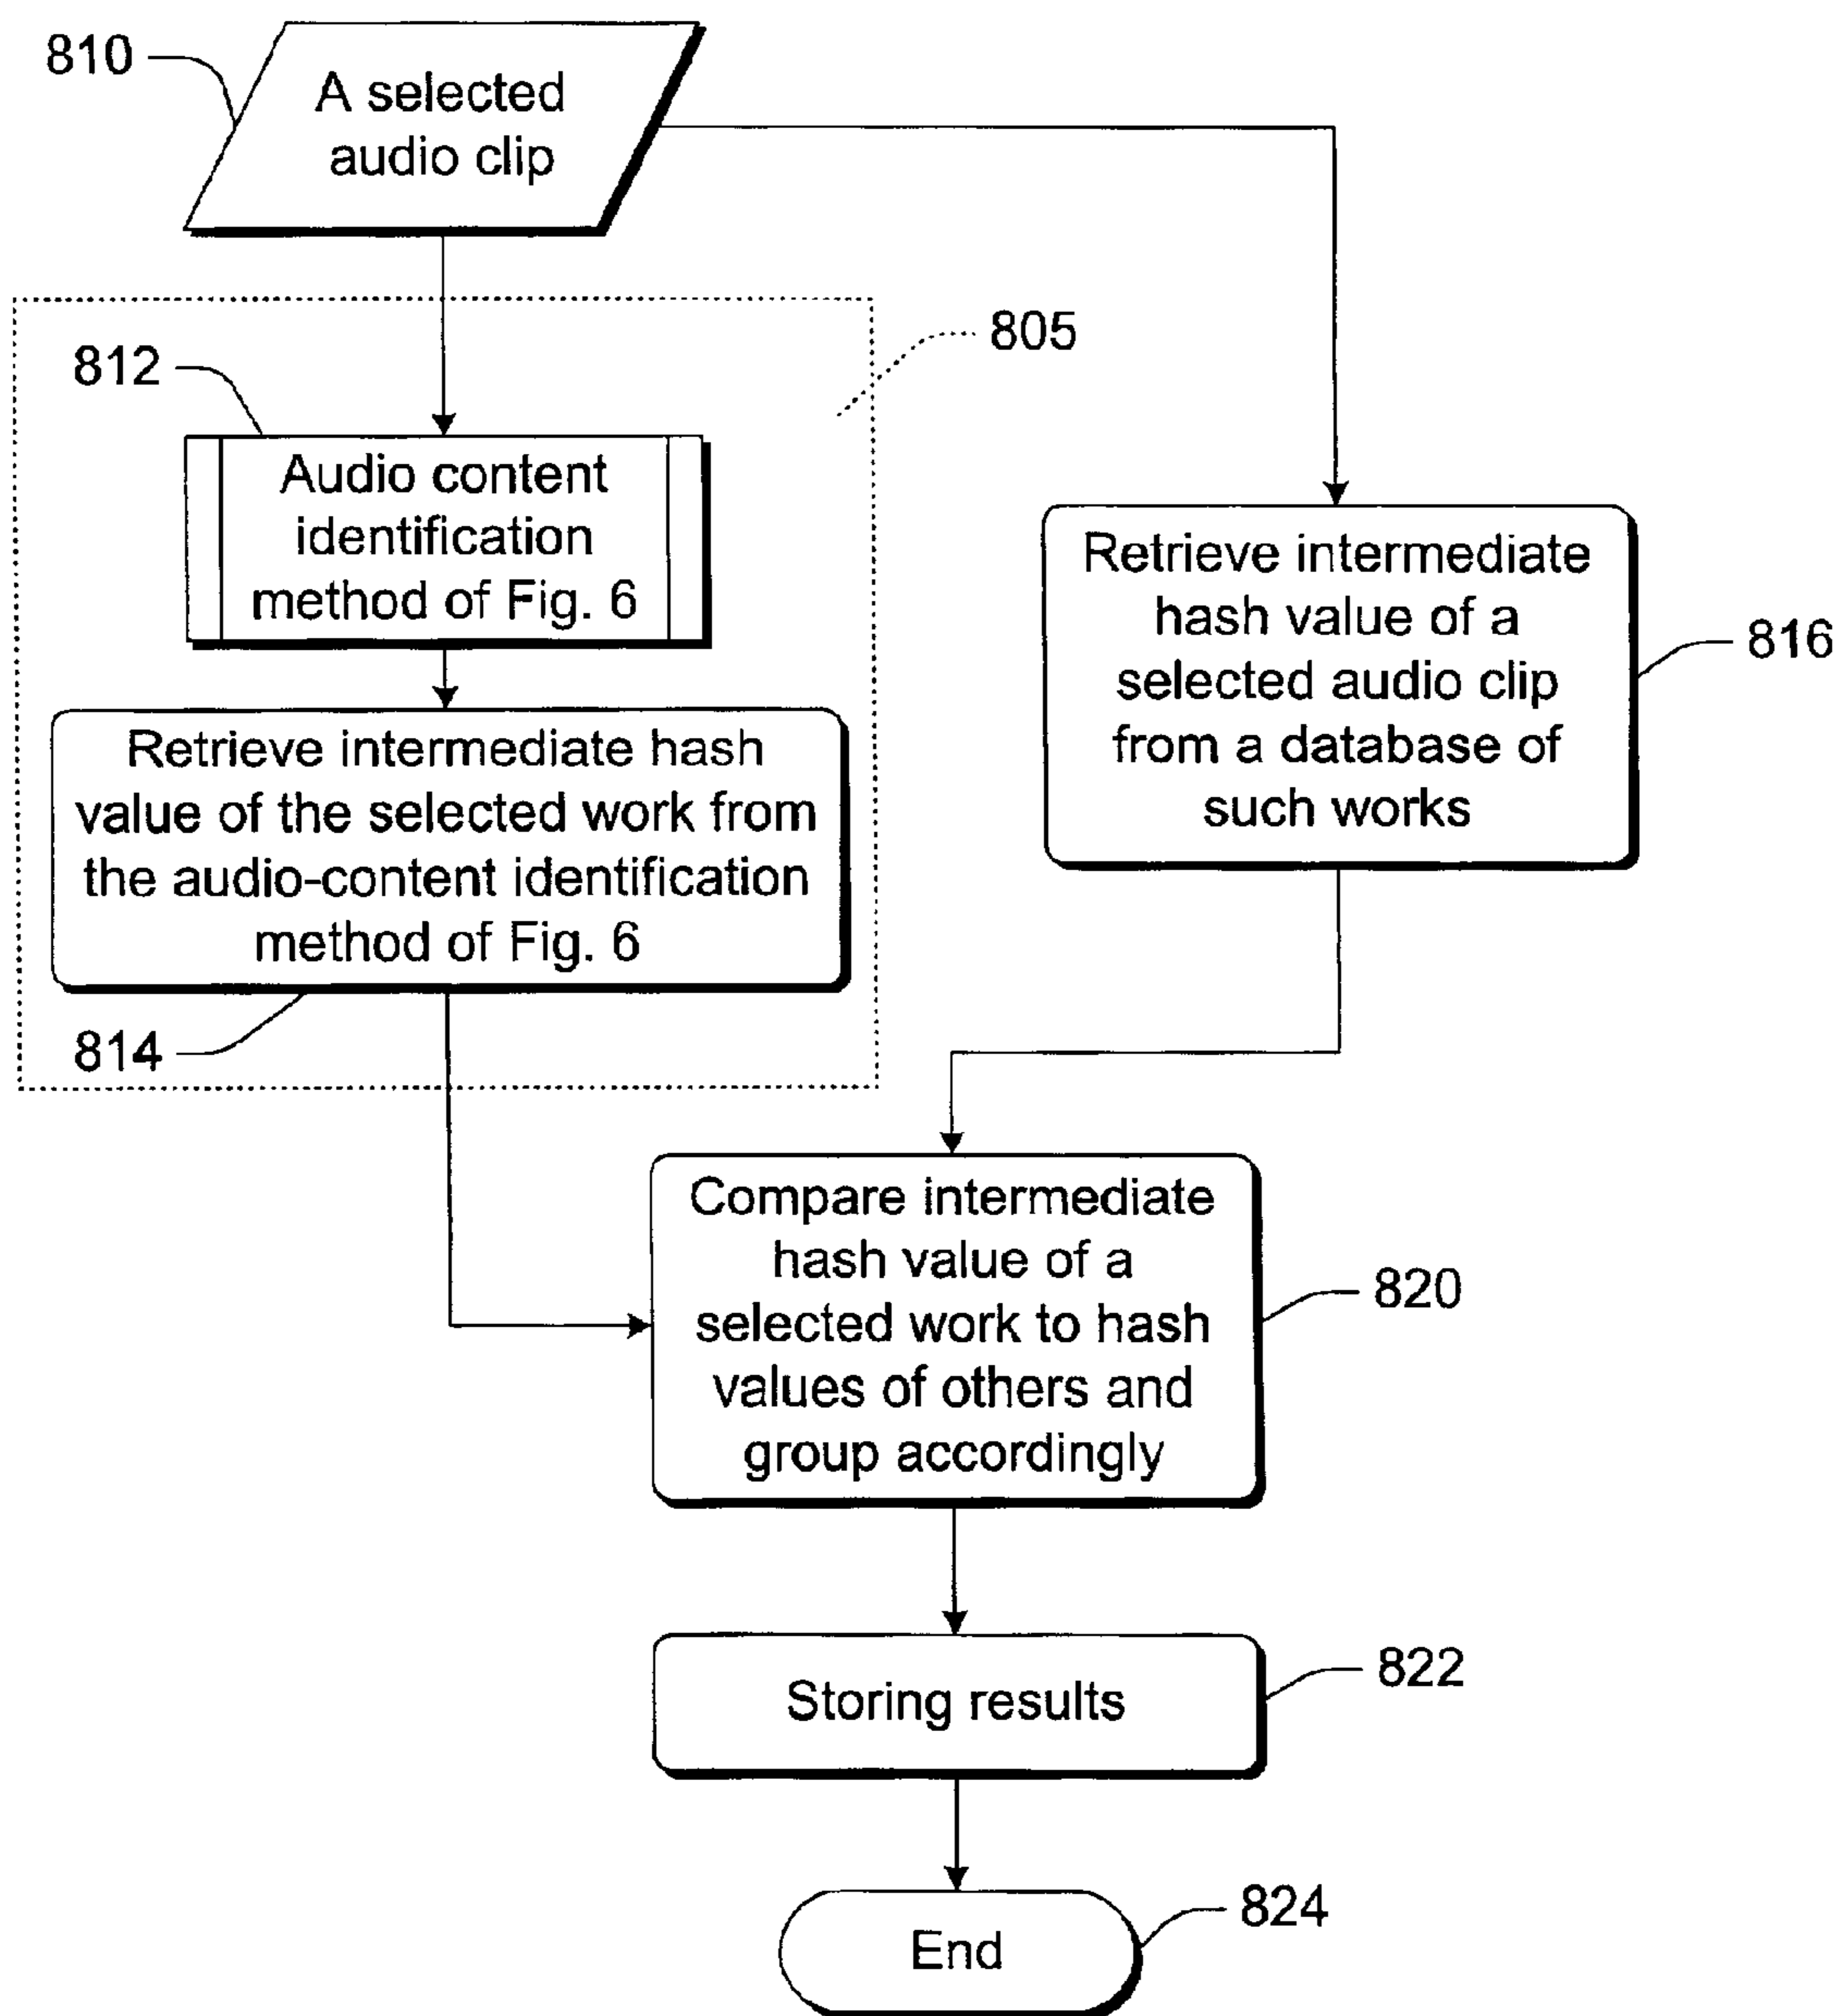 810
A selected
audio clip
805
812
Audio content
identification
method of Fig. 6
Retrieve intermediate hash
value of the selected work from
the audio-content identification
method of Fig. 6
814
Retrieve intermediate
hash value of a
selected audio clip
from a database of
such works
816
Compare intermediate
hash value of a
selected work to hash
values of others and
group accordingly
820
Storing results
822
End
824